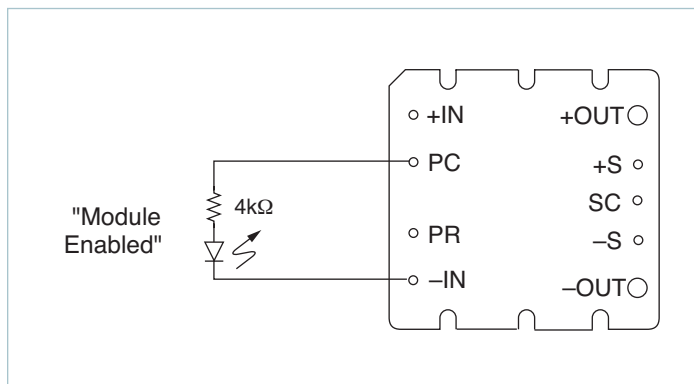 +IN
+OUT
PC
+S
4kΩ
SC
"Module
Enabled"
PR
–S
–IN
–OUT